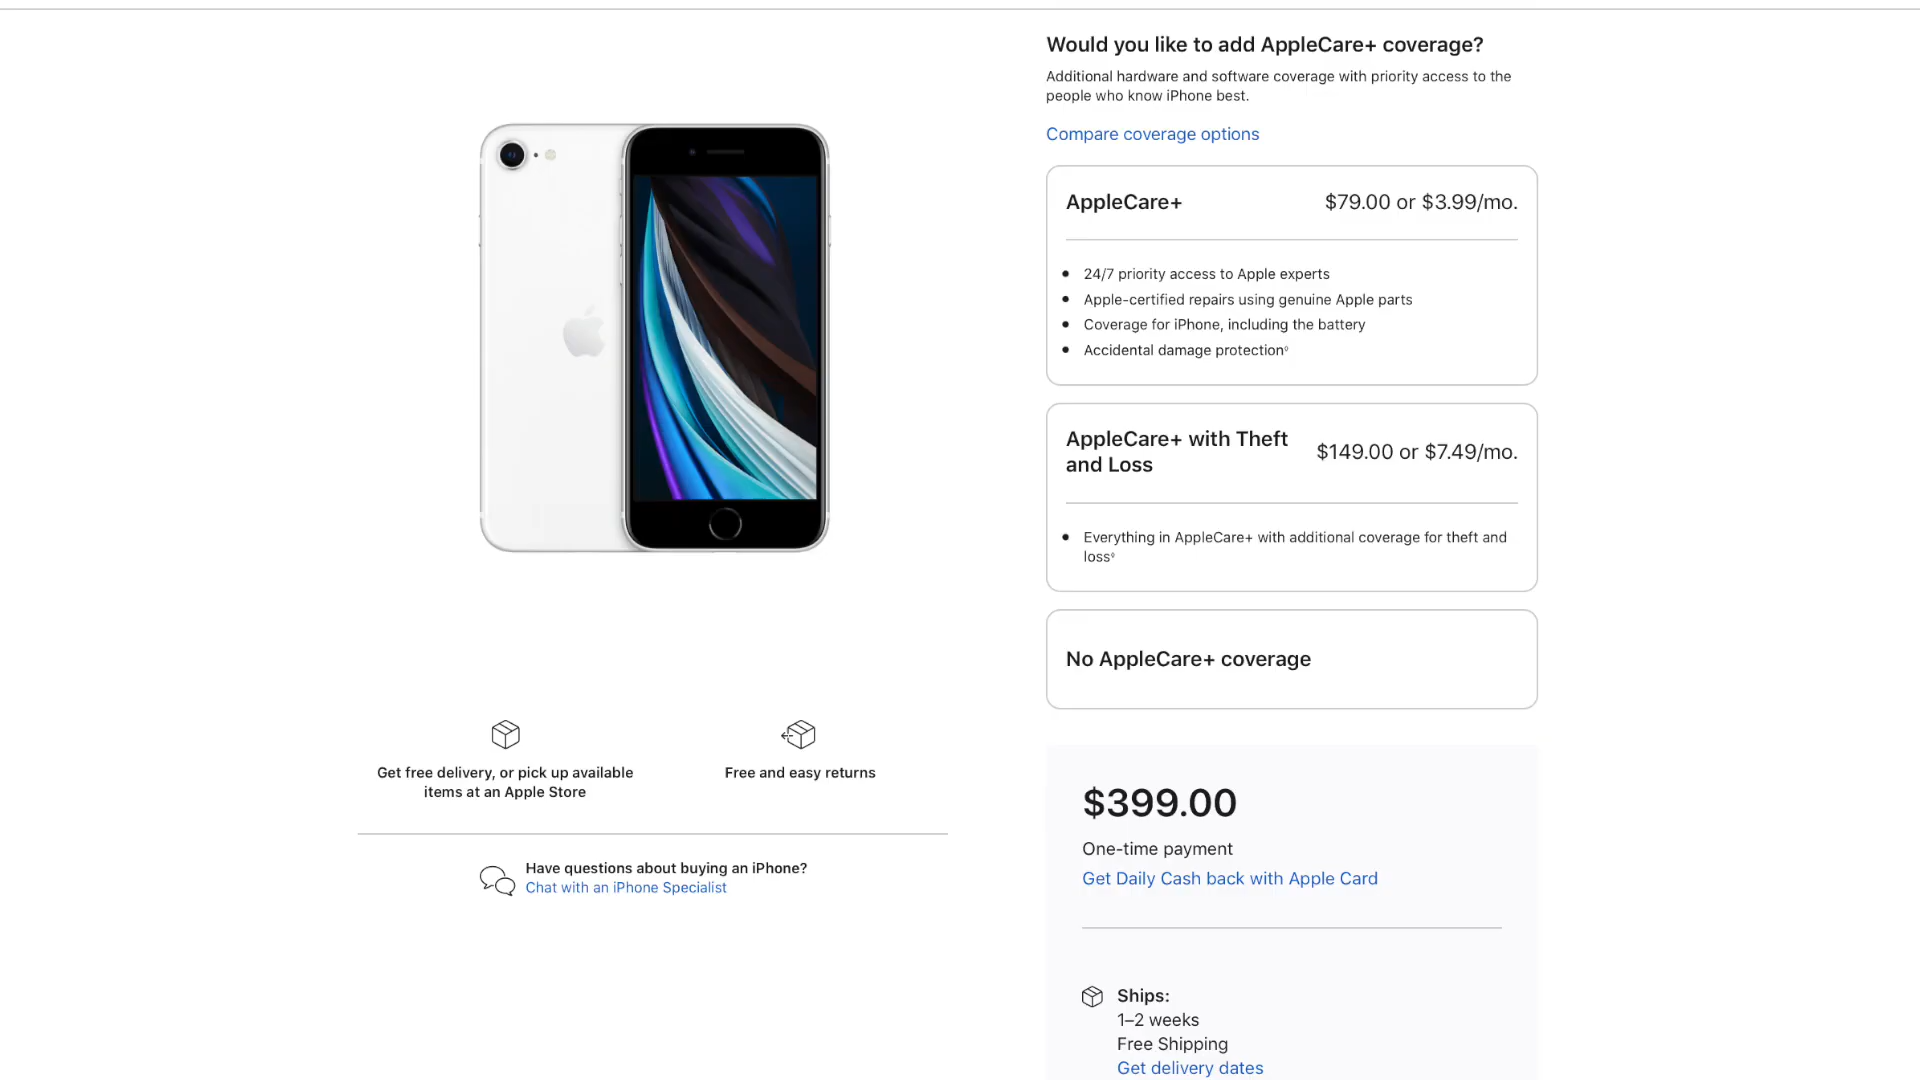 Would you like to add AppleCare+ coverage?
Additional hardware and software coverage with priority access to the
people who know iPhone best.
Compare coverage options
AppleCare+
$79.00 or $3.99/mo.
24/7 priority access to Apple experts
Apple-certified repairs using genuine Apple parts
Coverage for iPhone, including the battery
Accidental damage protection◊
AppleCare+ with Theft
and Loss
$149.00 or $7.49/mo.
Everything in AppleCare+ with additional coverage for theft and
loss◊
No AppleCare+ coverage
Get free delivery, or pick up available
items at an Apple Store
Free and easy returns
Have questions about buying an iPhone?
Chat with an iPhone Specialist
$399.00
One-time payment
Get Daily Cash back with Apple Card
Ships:
1–2 weeks
Free Shipping
Get delivery dates